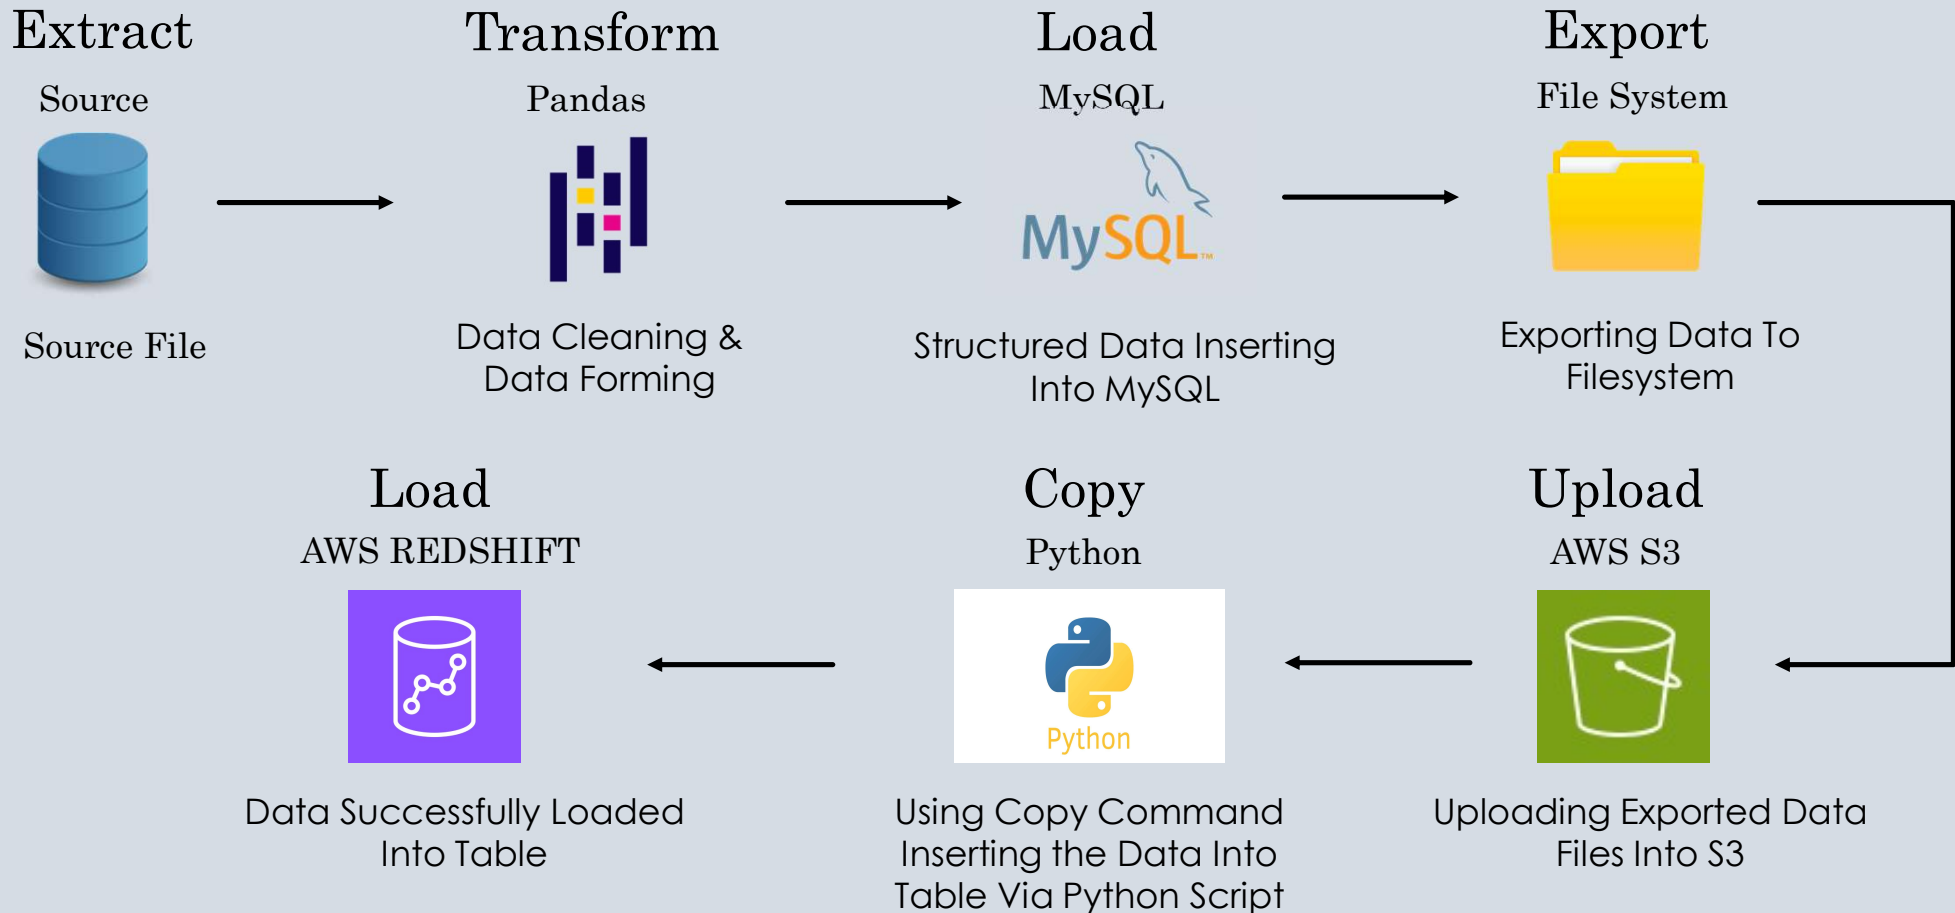 Extract
Source
Source File
Transform
Pandas
Data Cleaning &
Data Forming
Load
MySQL
MySQL™
Structured Data Inserting
Into MySQL
Export
File System
Exporting Data To
Filesystem
Upload
AWS S3
Uploading Exported Data
Files Into S3
Copy
Python
Python
Using Copy Command
Inserting the Data Into
Table Via Python Script
Load
AWS REDSHIFT
Data Successfully Loaded
Into Table